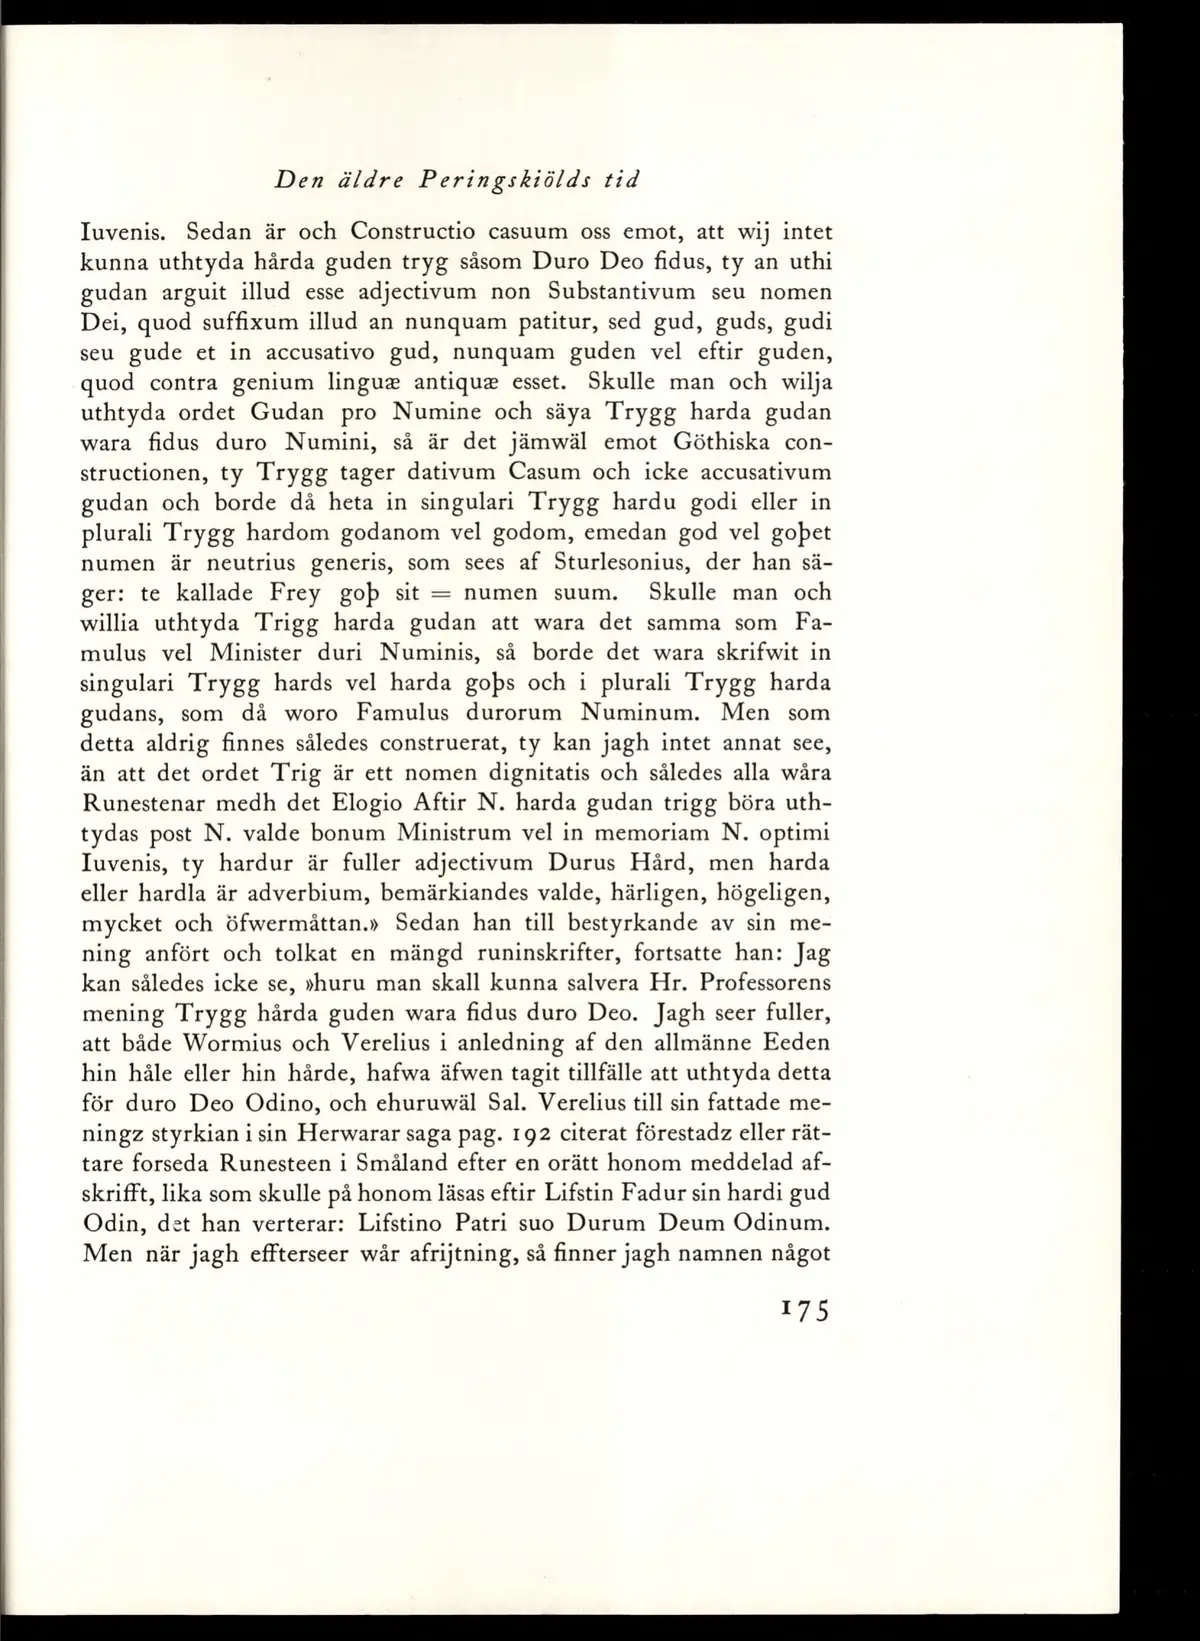 Den äldre Peringskiölds tid
Iuvenis. Sedan är och Constructio casuum oss emot, att wij intet
kunna uthtyda hårda guden tryg såsom Duro Deo fidus, ty an uthi
gudan arguit illud esse adjectivum non Substantivum seu nomen
Dei, quod suffixum illud an nunquam patitur, sed gud, guds, gudi
seu gude et in accusativo gud, nunquam guden vel eftir guden,
quod contra genium linguæ antiquæ esset. Skulle man och wilja
uthtyda ordet Gudan pro Numine och säya Trygg harda gudan
wara fidus duro Numini, så är det jämwäl emot Göthiska con-
structionen, ty Trygg tager dativum Casum och icke accusativum
gudan och borde då heta in singulari Trygg hardu godi eller in
plurali Trygg hardom godanom vel godom, emedan god vel goþet
numen är neutrius generis, som sees af Sturlesonius, der han sä-
ger: te kallade Frey goþ sit = numen suum. Skulle man och
willia uthtyda Trigg harda gudan att wara det samma som Fa-
mulus vel Minister duri Numinis, så borde det wara skrifwit in
singulari Trygg hards vel harda goþs och i plurali Trygg harda
gudans, som då woro Famulus durorum Numinum. Men som
detta aldrig finnes således construerat, ty kan jagh intet annat see,
än att det ordet Trig är ett nomen dignitatis och således alla wåra
Runestenar medh det Elogio Aftir N. harda gudan trigg böra uth-
tydas post N. valde bonum Ministrum vel in memoriam N. optimi
Iuvenis, ty hardur är fuller adjectivum Durus Hård, men harda
eller hardla är adverbium, bemärkiandes valde, härligen, högeligen,
mycket och öfwermåttan.» Sedan han till bestyrkande av sin me-
ning anfört och tolkat en mängd runinskrifter, fortsatte han: Jag
kan således icke se, »huru man skall kunna salvera Hr. Professorens
mening Trygg hårda guden wara fidus duro Deo. Jagh seer fuller,
att både Wormius och Verelius i anledning af den allmänne Eeden
hin håle eller hin hårde, hafwa äfwen tagit tillfälle att uthtyda detta
för duro Deo Odino, och ehuruwäl Sal. Verelius till sin fattade me-
ningz styrkian i sin Herwarar saga pag. 192 citerat förestadz eller rät-
tare forseda Runesteen i Småland efter en orätt honom meddelad af-
skrifft, lika som skulle på honom läsas eftir Lifstin Fadur sin hardi gud
Odin, det han verterar: Lifstino Patri suo Durum Deum Odinum.
Men när jagh effterseer wår afrijtning, så finner jagh namnen något
175